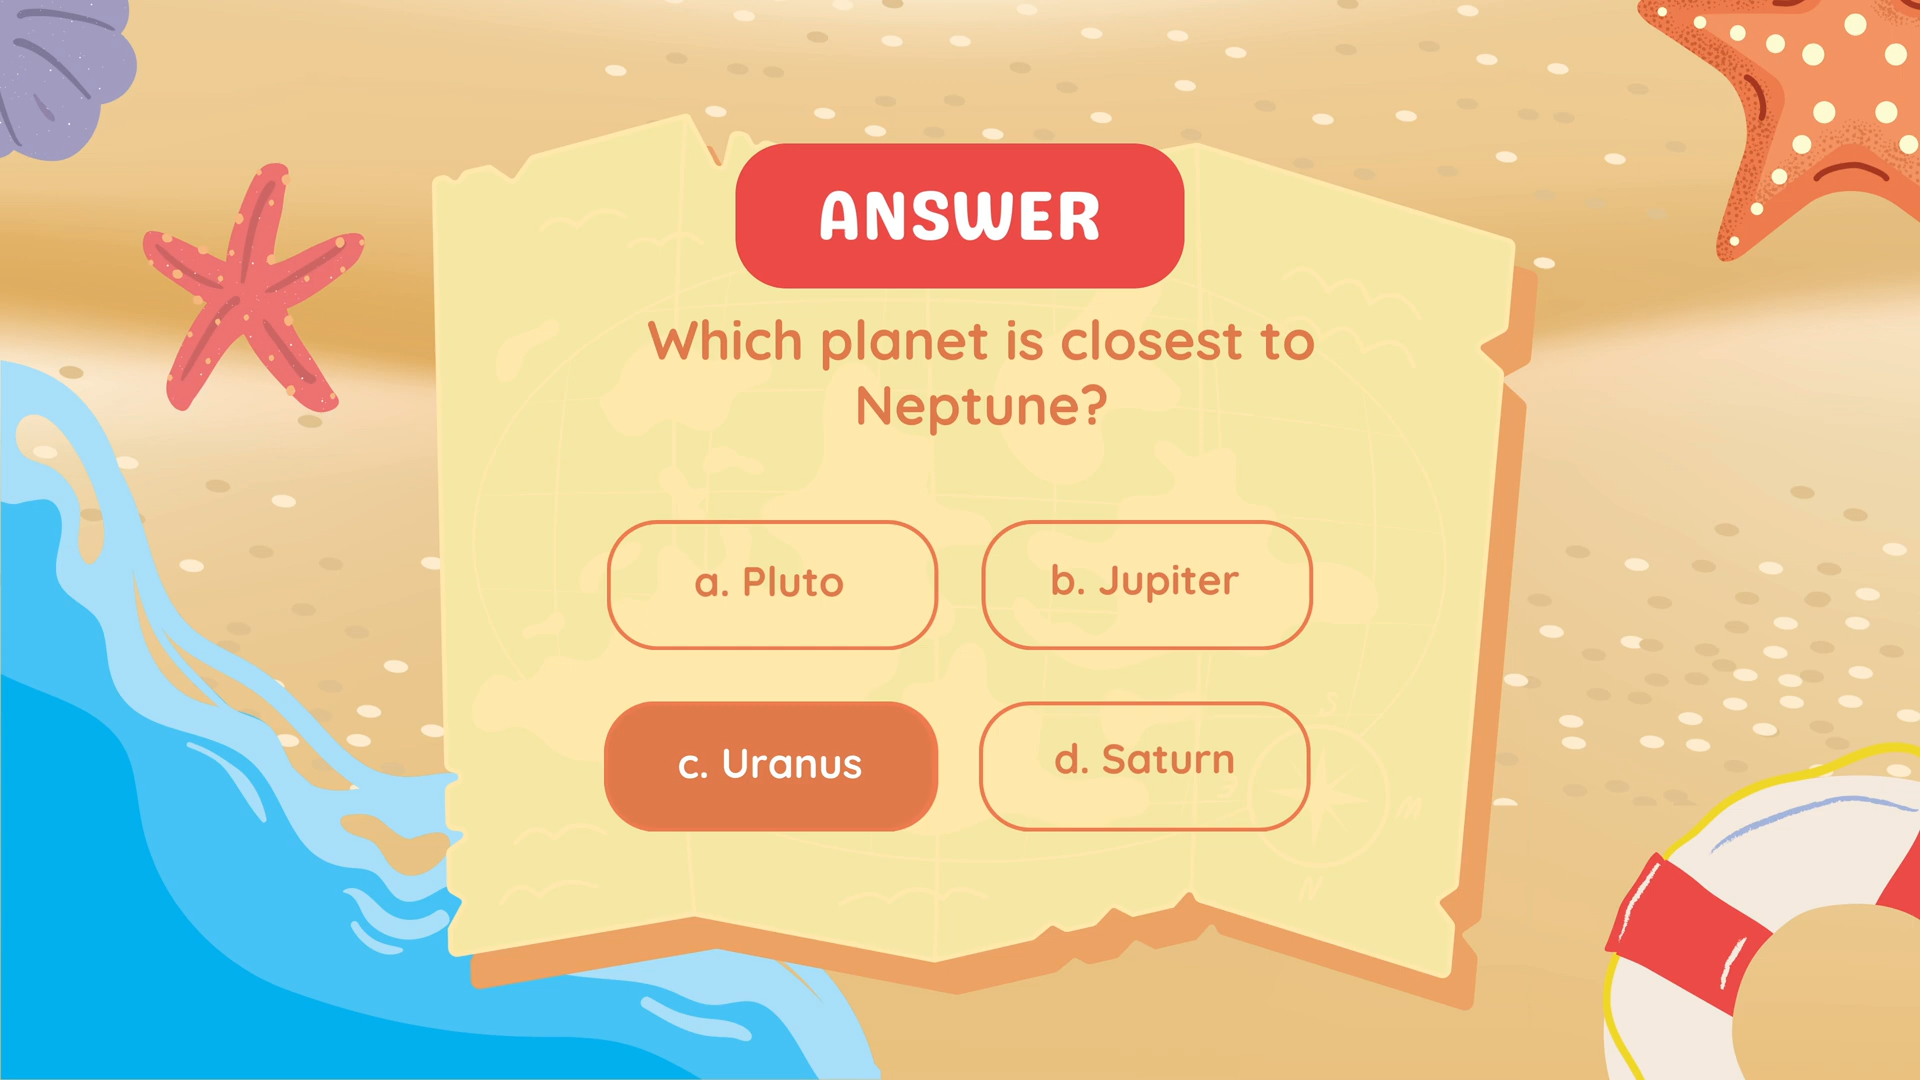 ANSWER
Which planet is closest to
Neptune?
a. Pluto
b. Jupiter
c. Uranus
d. Saturn
S
E
M
N